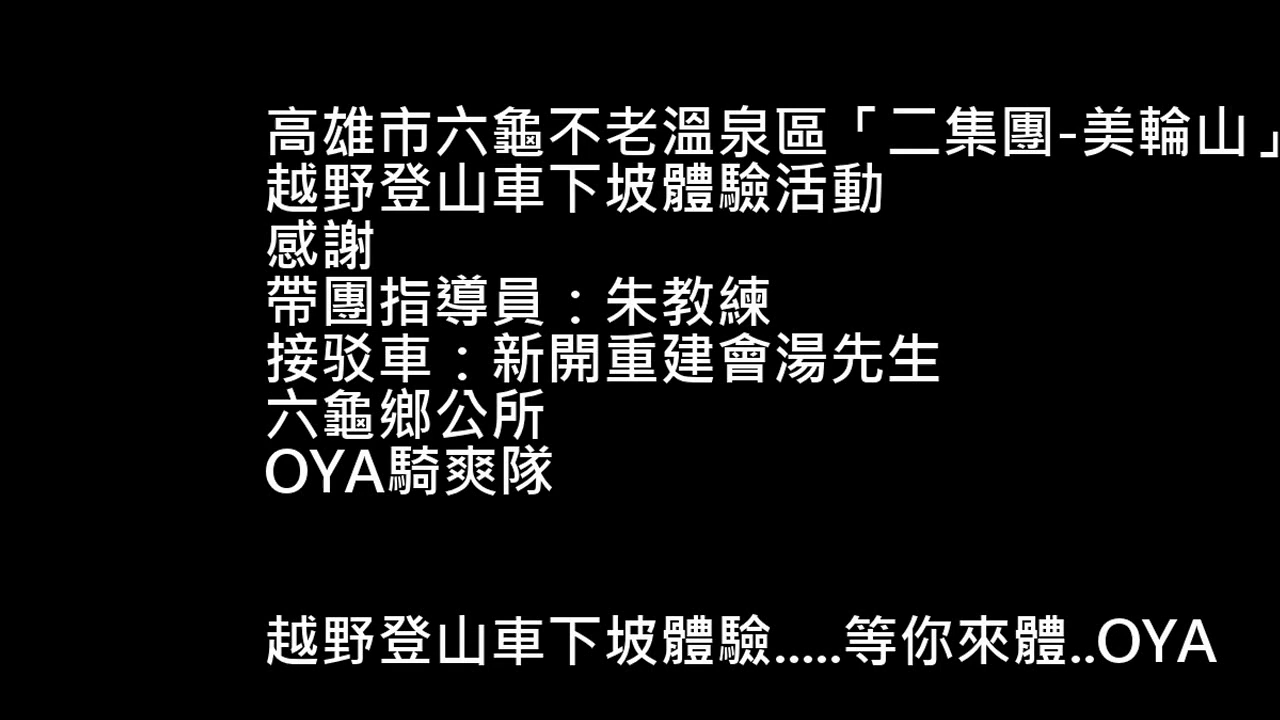 高雄市六龜不老溫泉區「二集團-美輪山」
越野登山車下坡體驗活動
感謝
帶團指導員：朱教練
接驳車：新開重建會湯先生
六龜鄉公所
OYA騎爽隊
越野登山車下坡體驗.....等你來體..OYA